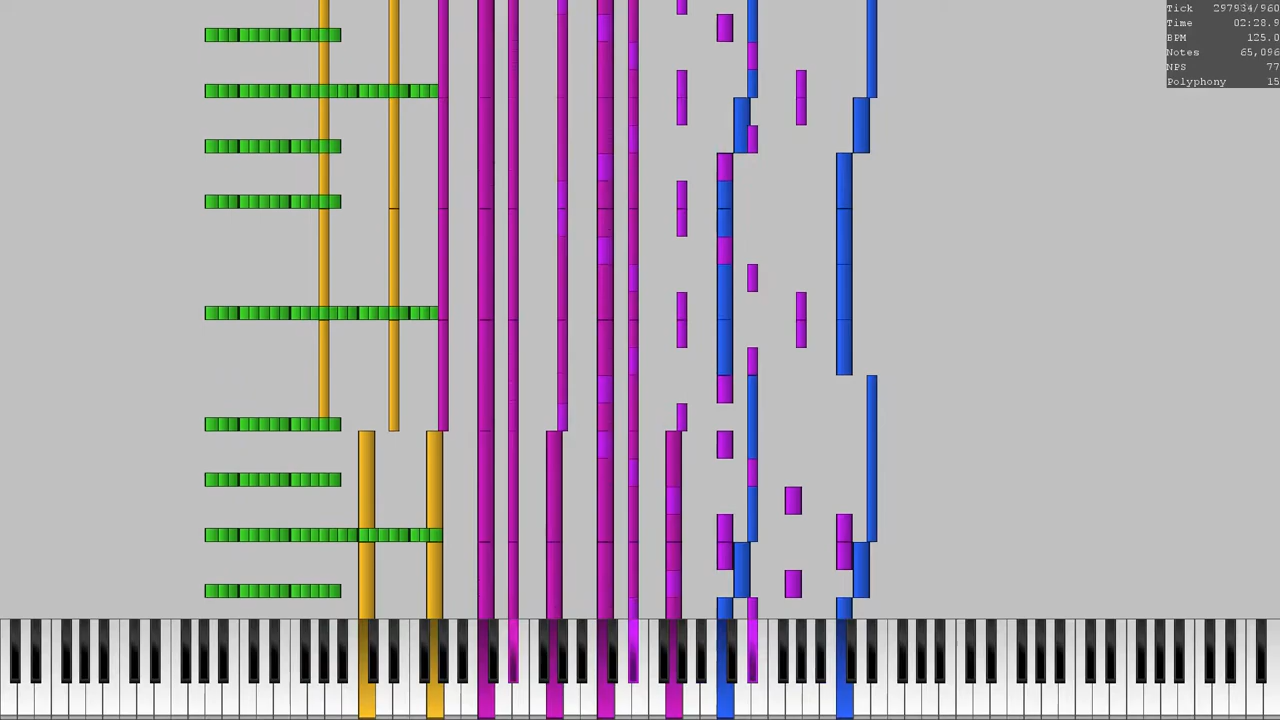 Tick 297934/960
Time 02:28.9
BPM 125.0
Notes 65,096
NPS 77
Polyphony 15